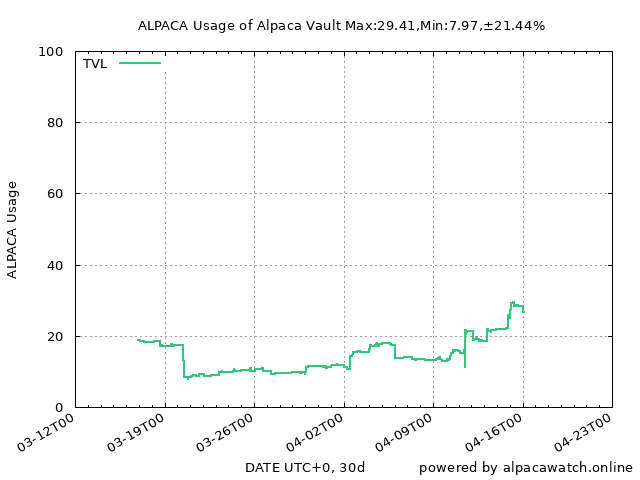 ALPACA Usage of Alpaca Vault Max:29.41,Min:7.97,±21.44%
100
TVL
80
60
ALPACA Usage
40
20
0
03-12T00
03-19T00
03-26T00
04-02T00
04-09T00
04-16T00
04-23T00
DATE UTC+0, 30d
powered by alpacawatch.online